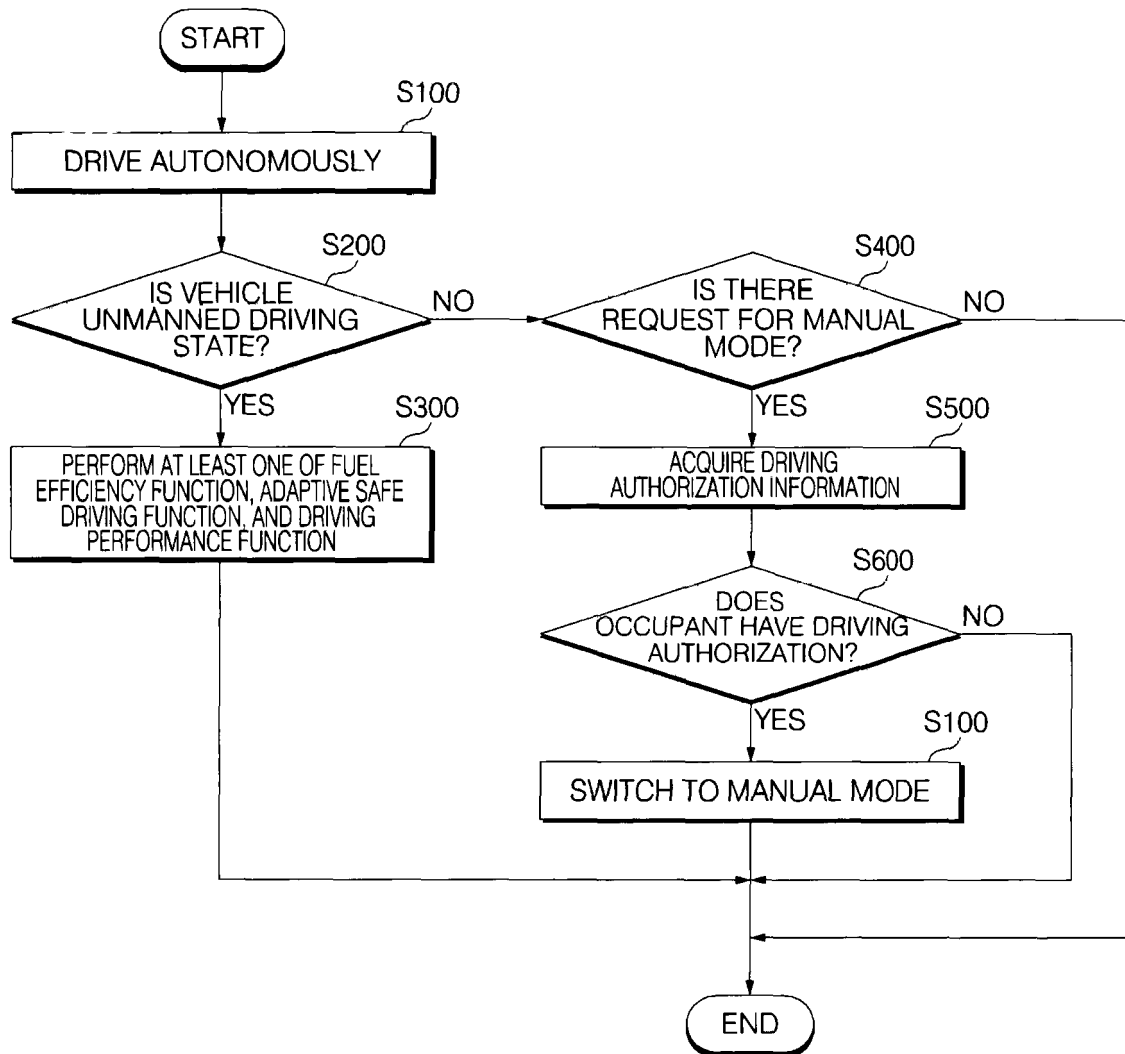 START
S100
DRIVE AUTONOMOUSLY
S200
IS VEHICLE
UNMANNED DRIVING
STATE?
NO
YES
S300
PERFORM AT LEAST ONE OF FUEL
EFFICIENCY FUNCTION, ADAPTIVE SAFE
DRIVING FUNCTION, AND DRIVING
PERFORMANCE FUNCTION
S400
IS THERE
REQUEST FOR MANUAL
MODE?
NO
YES
S500
ACQUIRE DRIVING
AUTHORIZATION INFORMATION
S600
DOES
OCCUPANT HAVE DRIVING
AUTHORIZATION?
NO
YES
S100
SWITCH TO MANUAL MODE
END